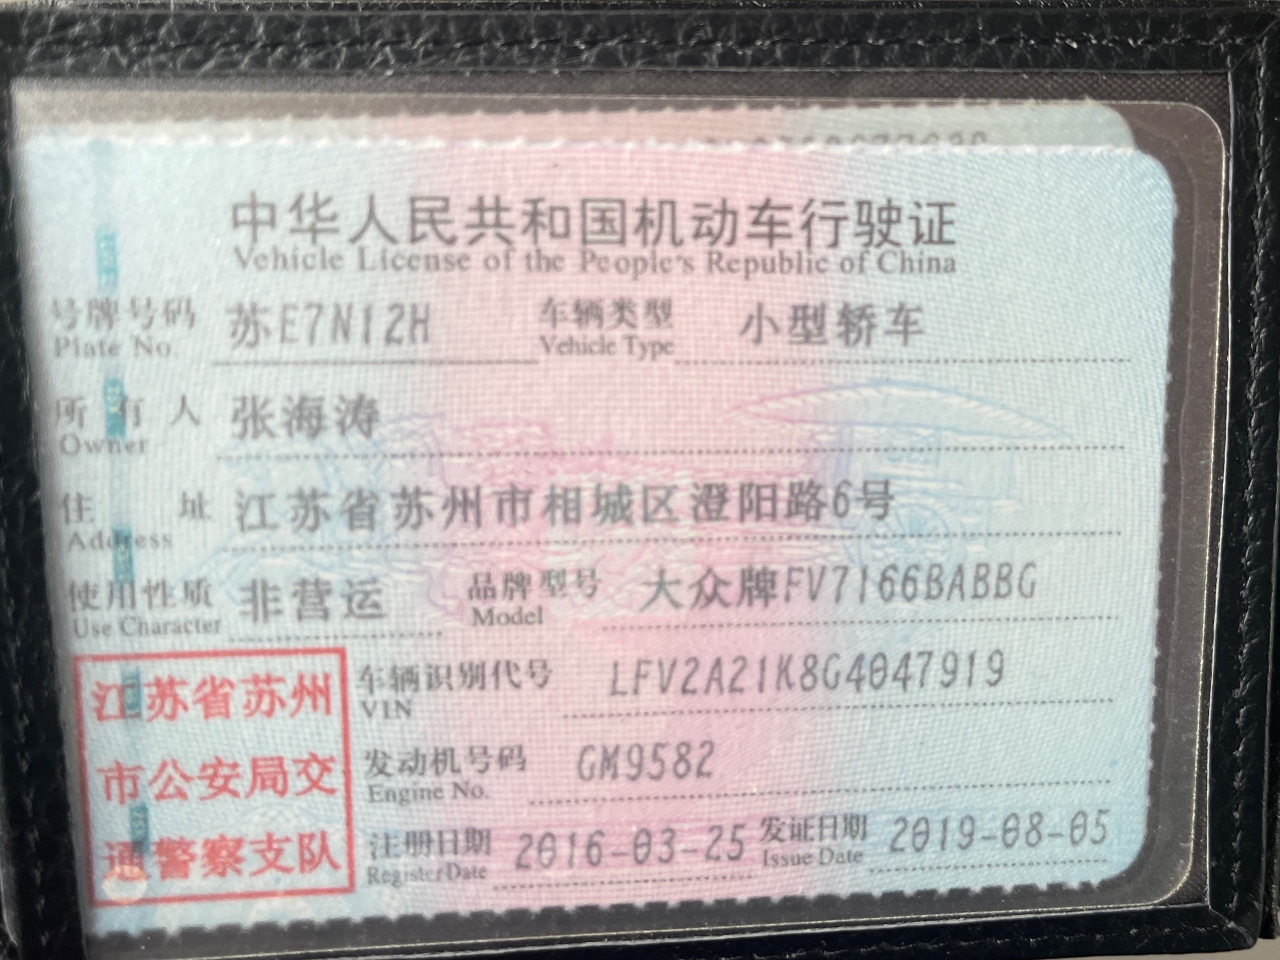 中华人民共和国机动车行驶证
Vehicle License of the People's Republic of China
号牌号码 苏E7N12H 车辆类型 小型轿车
Plate No. Vehicle Type
所有人 张海涛
Owner
住址 江苏省苏州市相城区澄阳路6号
Address
使用性质 非营运 品牌型号 大众牌FV7166BABBG
Use Character Model
车辆识别代号 LFV2A21K8G4047919
VIN
发动机号码 GM9582
Engine No.
注册日期 2016-03-25 发证日期 2019-08-05
Register Date Issue Date
江苏省苏州
市公安局交
通警察支队